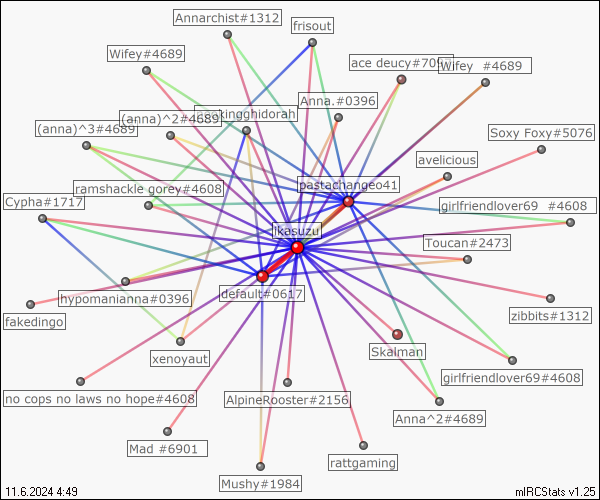 Annarchist#1312
frisout
Wifey#4689
ace deucy#709
Wifey  #4689
Anna.#0396
kingghidorah
(anna)^2#4689
(anna)^3#4689
Soxy Foxy#5076
avelicious
ramshackle gorey#4608
pastachangeo41
Cypha#1717
girlfriendlover69  #4608
ikasuzu
Toucan#2473
default#0617
hypomanianna#0396
zibbits#1312
fakedingo
Skalman
xenoyaut
girlfriendlover69#4608
no cops no laws no hope#4608
AlpineRooster#2156
Anna^2#4689
Mad #6901
rattgaming
Mushy#1984
11.6.2024 4:49
mIRCStats v1.25